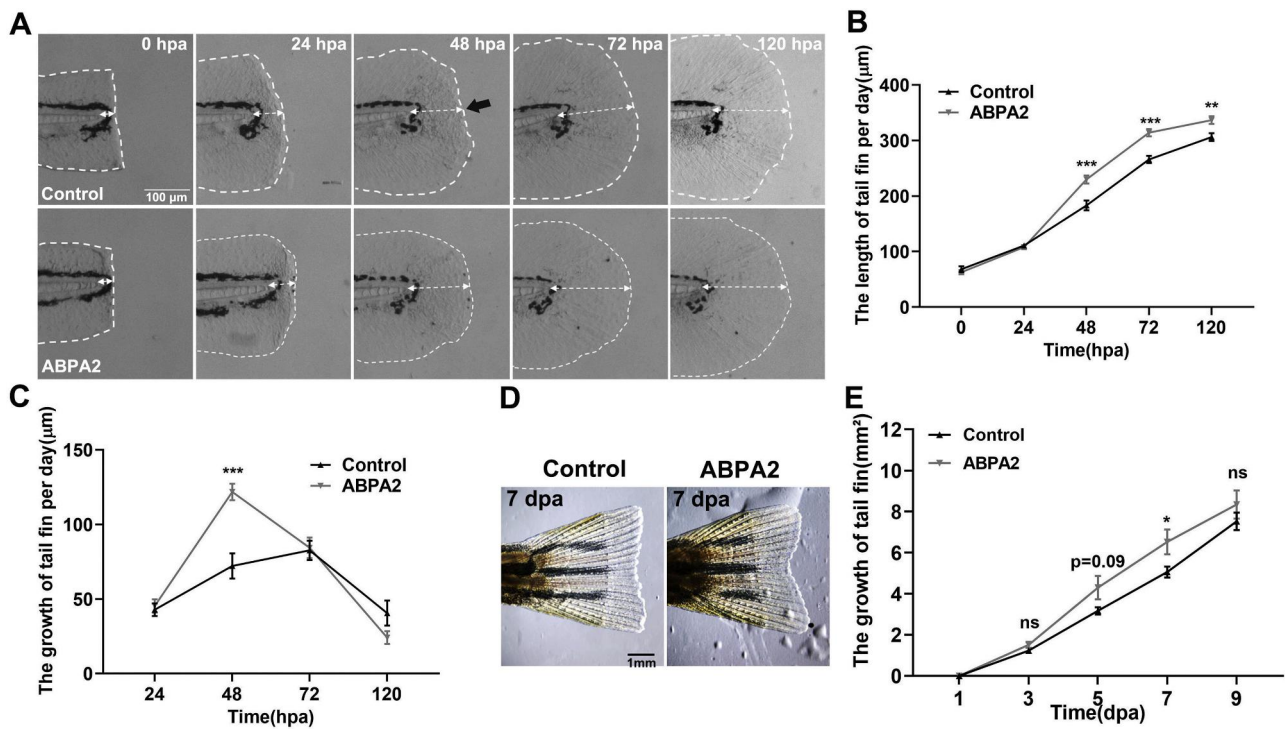 A
0 hpa
24 hpa
48 hpa
72 hpa
120 hpa
Control
100 µm
ABPA2
B
The length of tail fin per day(µm)
400
300
200
100
0
Control
ABPA2
***
***
**
0
24
48
72
120
Time(hpa)
C
The growth of tail fin per day(µm)
150
100
50
0
***
Control
ABPA2
24
48
72
120
Time(hpa)
D
Control
ABPA2
7 dpa
7 dpa
1mm
E
The growth of tail fin(mm²)
12
10
8
6
4
2
0
Control
ABPA2
ns
p=0.09
*
ns
1
3
5
7
9
Time(dpa)